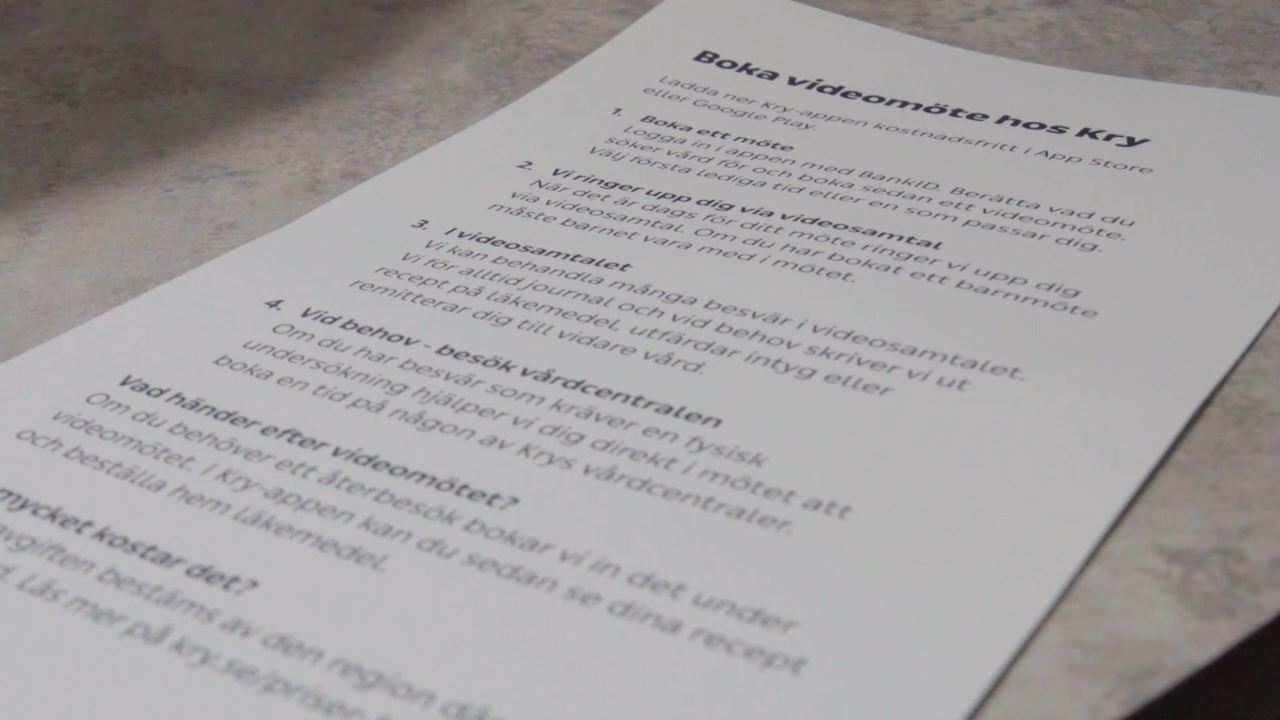 Boka videomöte hos Kry
Ladda ner Kry-appen kostnadsfritt i App Store
eller Google Play.
1. Boka ett möte
Logga in i appen med BankID. Berätta vad du
söker vård för och boka sedan ett videomöte.
Välj första lediga tid eller en som passar dig.
2. Vi ringer upp dig via videosamtal
När det är dags för ditt möte ringer vi upp dig
via videosamtal. Om du har bokat ett barnmöte
måste barnet vara med i mötet.
3. I videosamtalet
Vi kan behandla många besvär i videosamtalet.
Vi för alltid journal och vid behov skriver vi ut
recept på läkemedel, utfärdar intyg eller
remitterar dig till vidare vård.
4. Vid behov - besök vårdcentralen
Om du har besvär som kräver en fysisk
undersökning hjälper vi dig direkt i mötet att
boka en tid på någon av Krys vårdcentraler.
Vad händer efter videomötet?
Om du behöver ett återbesök bokar vi in det under
videomötet. I Kry-appen kan du sedan se dina recept
och beställa hem läkemedel.
mycket kostar det?
avgiften bestäms av den region där
Läs mer på kry.se/priser-